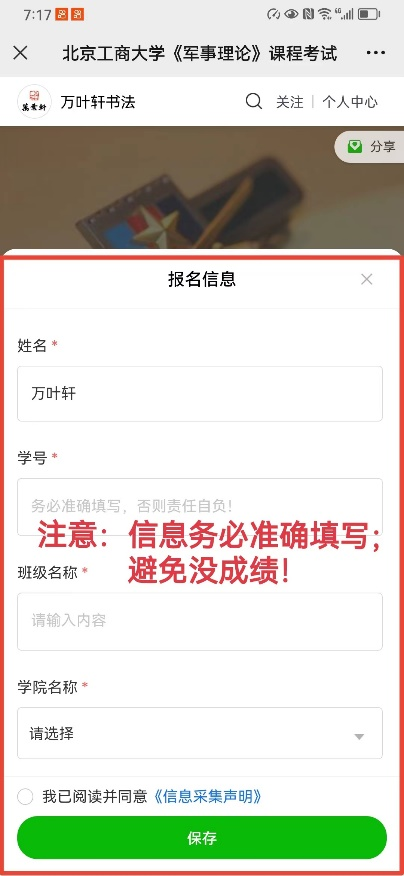 7:17
北京工商大学《军事理论》课程考试
萬叶軒
万叶轩书法
关注
个人中心
分享
报名信息
姓名 *
万叶轩
学号 *
务必准确填写，否则责任自负！
注意：信息务必准确填写；
避免没成绩！
班级名称 *
请输入内容
学院名称 *
请选择
我已阅读并同意《信息采集声明》
保存